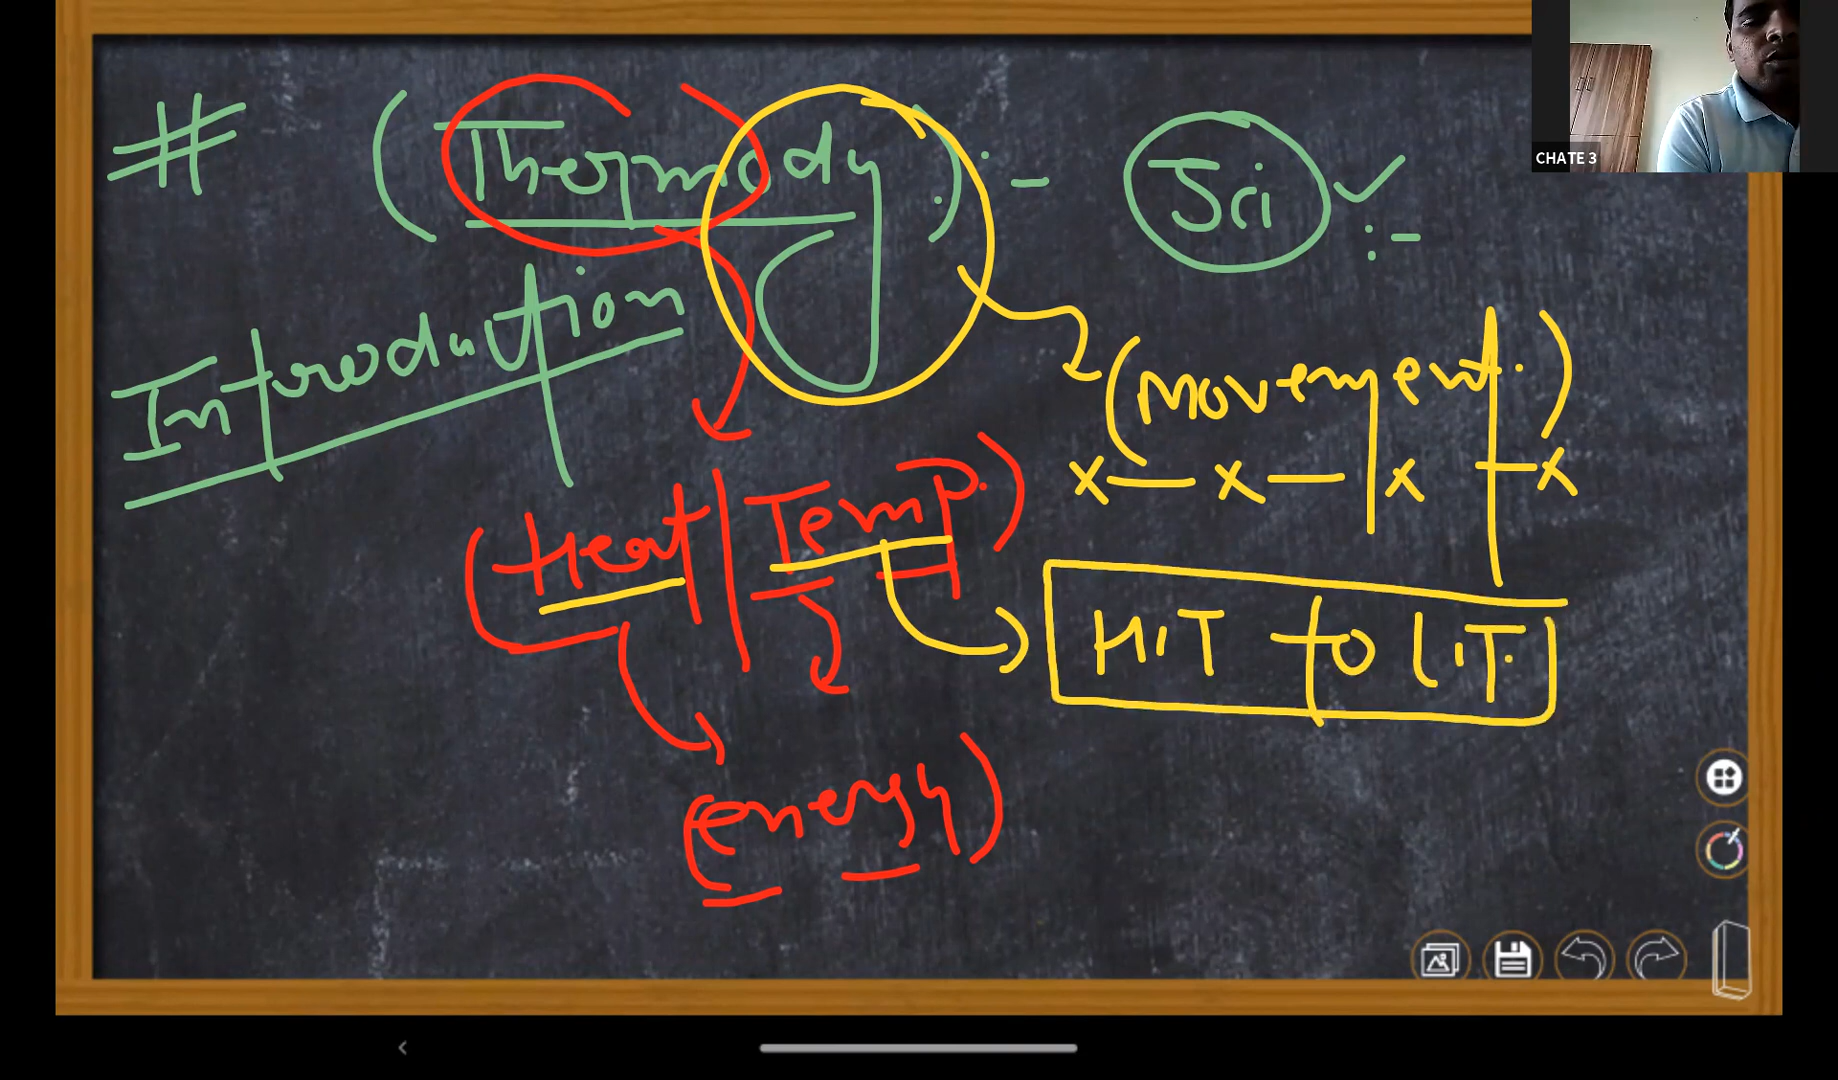 # (Thermody.) :- Sci ✓ :-
Introduction
(movement.)
x — x — x — x
(Heat | Temp.)
H.T to L.T.
(energy)
CHATE 3